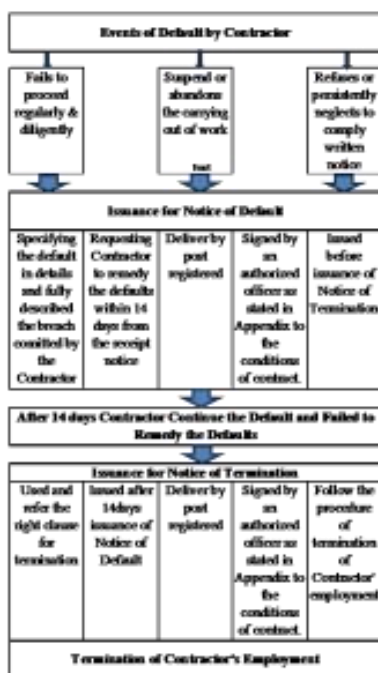 Events of Default by Contractor
Fails to
proceed
regularly &
diligently
Suspend or
abandons
the carrying
out of work
Text
Refuses or
persistently
neglects to
comply
written
notice
Issuance for Notice of Default
Specifying
the default
in details
and fully
described
the breach
comitted by
the
Contractor
Requesting
Contractor
to remedy
the defaults
within 14
days from
the receipt
notice
Deliver by
post
registered
Signed by
an
authorized
officer as
stated in
Appendix to
the
conditions
of contract.
Issued
before
issuance of
Notice of
Termination
After 14 days Contractor Continue the Default and Failed to
Remedy the Defaults
Issuance for Notice of Termination
Used and
refer the
right clause
for
termination
Issued after
14days
issuance of
Notice of
Default
Deliver by
post
registered
Signed by
an
authorized
officer as
stated in
Appendix to
the
conditions
of contract.
Follow the
procedure
of
termination
of
Contractor'
employment
Termination of Contractor's Employment